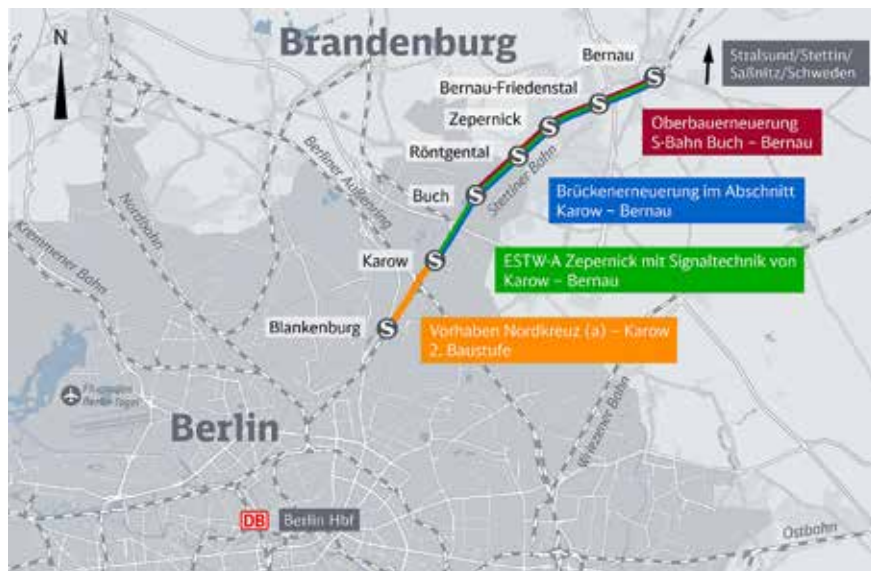 N
Brandenburg
Bernau
Stralsund/Stettin/
Saßnitz/Schweden
Bernau-Friedenstal
Zepernick
Oberbauerneuerung
S-Bahn Buch – Bernau
Röntgental
Berliner Außenring
Stettiner Bahn
Nordbahn
Buch
Brückenerneuerung im Abschnitt
Karow – Bernau
Kremmener Bahn
Karow
ESTW-A Zepernick mit Signaltechnik von
Karow – Bernau
Blankenburg
Vorhaben Nordkreuz (a) – Karow
2. Baustufe
Flughafen
Berlin-Tegel
Wriezener Bahn
Berlin
DB
Berlin Hbf
Ostbahn
S
S
S
S
S
S
S